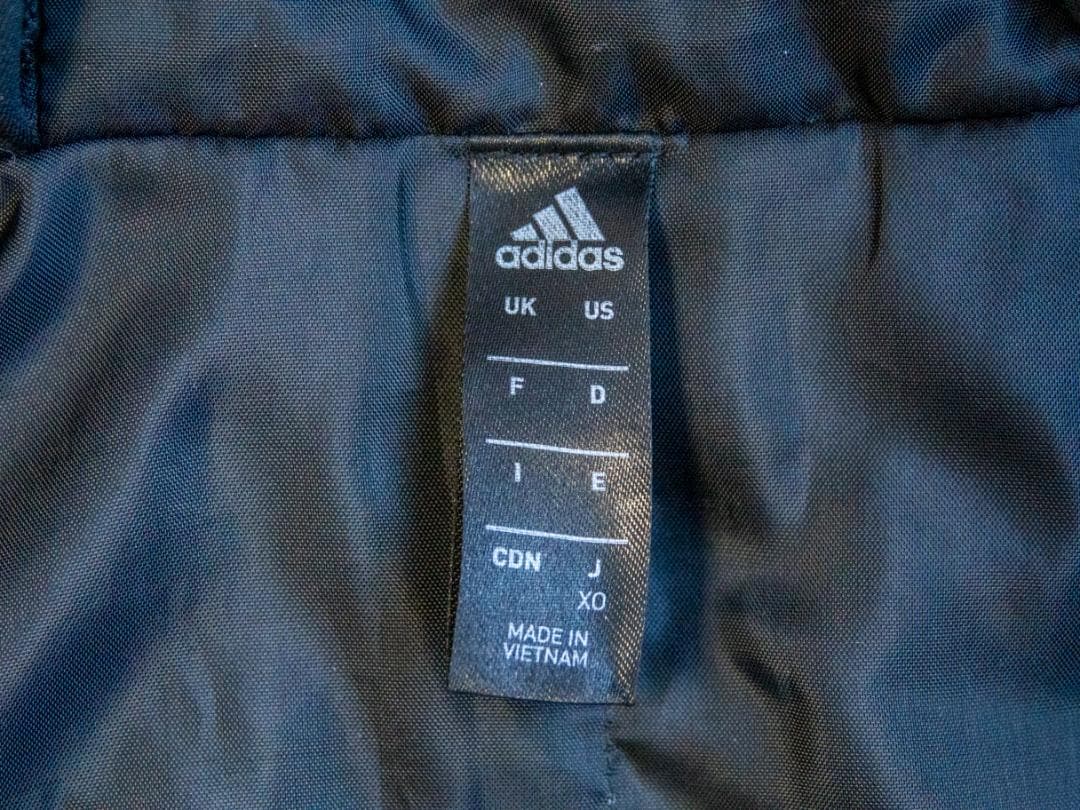 adidas
UK US
F D
I E
CDN J
XO
MADE IN
VIETNAM